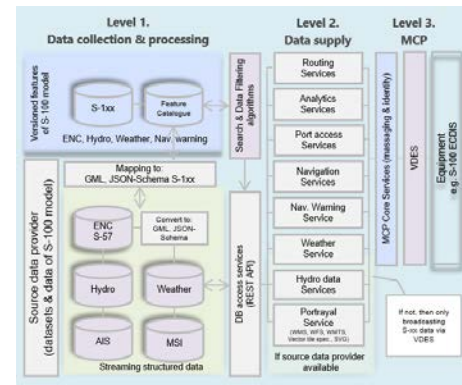 Level 1.
Data collection & processing
Level 2.
Data supply
Level 3.
MCP
Versioned features
of S-100 model
S-1xx
Feature
Catalogue
ENC, Hydro, Weather, Nav. warning
Mapping to:
GML, JSON-Schema S-1xx
Source data provider
(datasets & data of S-100 model)
ENC
S-57
Convert to:
GML, JSON-
Schema
Hydro
Weather
AIS
MSI
Streaming structured data
Search & Data Filtering
algorithms
DB access services
(REST API)
Routing
Services
Analytics
Services
Port access
Services
Navigation
Services
Nav. Warning
Service
Weather
Service
Hydro data
Services
Portrayal
Service
(WMS, WFS, WMTS,
Vector tile spec., SVG)
If source data provider
available
MCP Core Services (massaging & identity)
VDES
Equipment
e.g. S-100 ECDIS
If not, then only
broadcasting
S-xx data via
VDES